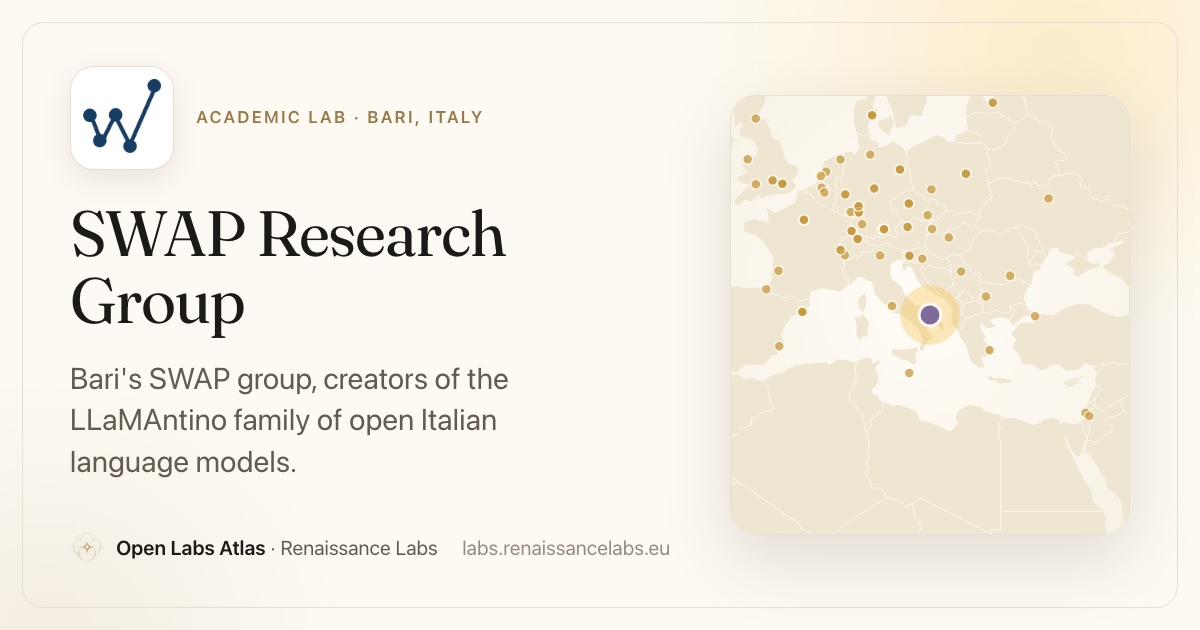 ACADEMIC LAB · BARI, ITALY
SWAP Research
Group
Bari's SWAP group, creators of the
LLaMAntino family of open Italian
language models.
Open Labs Atlas · Renaissance Labs labs.renaissancelabs.eu